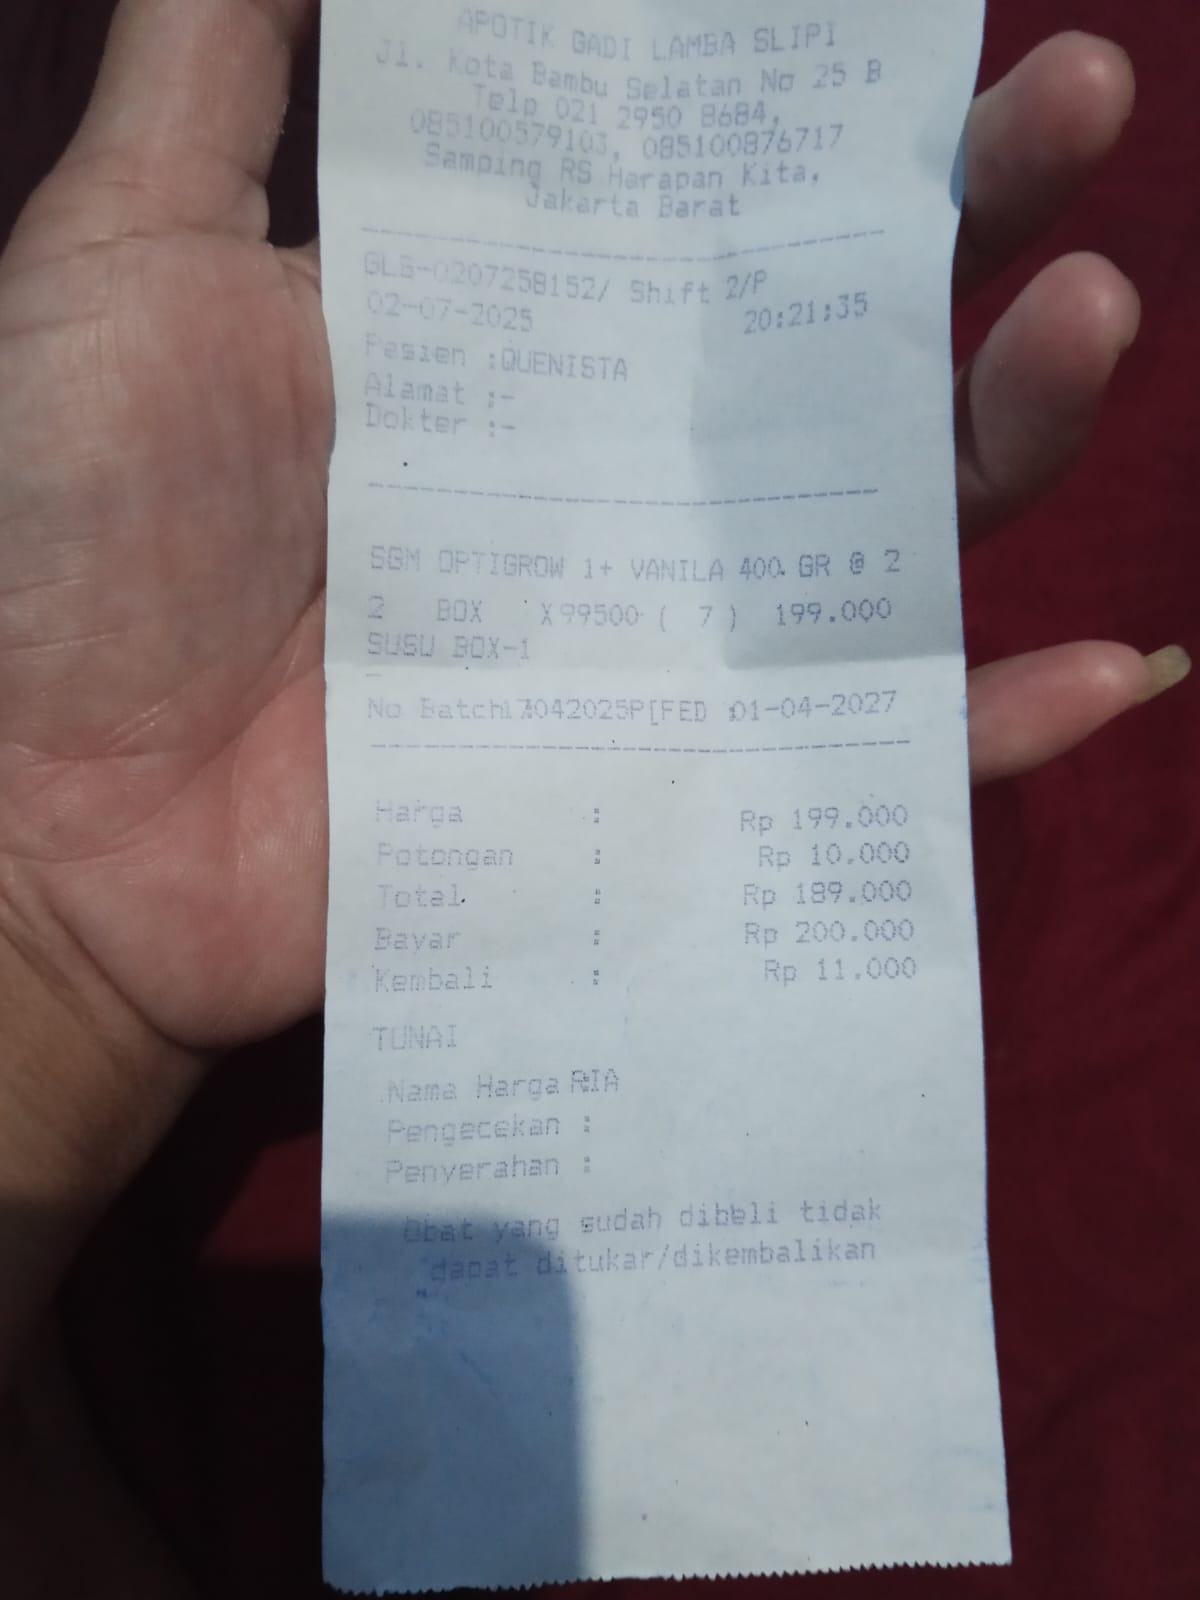 APOTIK GADI LAMBA SLIPI
Jl. Kota Bambu Selatan No 25 B
Telp 021 2950 8684,
085100579103, 085100876717
Samping RS Harapan Kita,
Jakarta Barat
GLS-0207258152/ Shift 2/P
02-07-2025 20:21:35
Pasien :QUENISTA
Alamat :-
Dokter :-
SGM OPTIGROW 1+ VANILA 400 GR @ 2
2 BOX X99500 ( 7 ) 199.000
SUSU BOX-1
No Batch ED :01-04-2027
Harga : Rp 199.000
Potongan : Rp 10.000
Total : Rp 189.000
Bayar : Rp 200.000
Kembali : Rp 11.000
TUNAI
Nama Harga RIA
Pengecekan :
Penyerahan :
Obat yang sudah dibeli tidak
dapat ditukar/dikembalikan